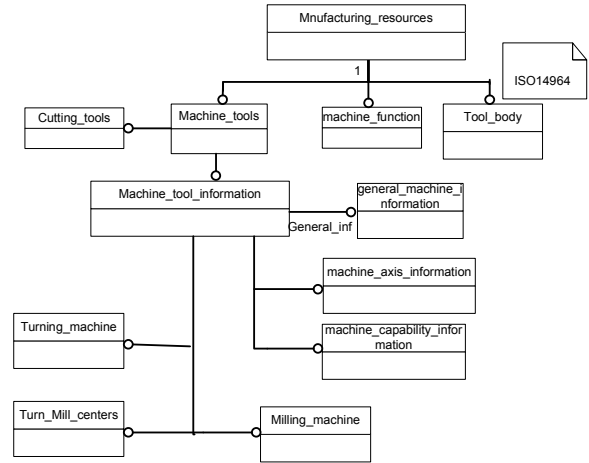 Mnufacturing_resources
1
ISO14964
Cutting_tools
Machine_tools
machine_function
Tool_body
Machine_tool_information
general_machine_i
nformation
General_inf
machine_axis_information
Turning_machine
machine_capability_infor
mation
Turn_Mill_centers
Milling_machine